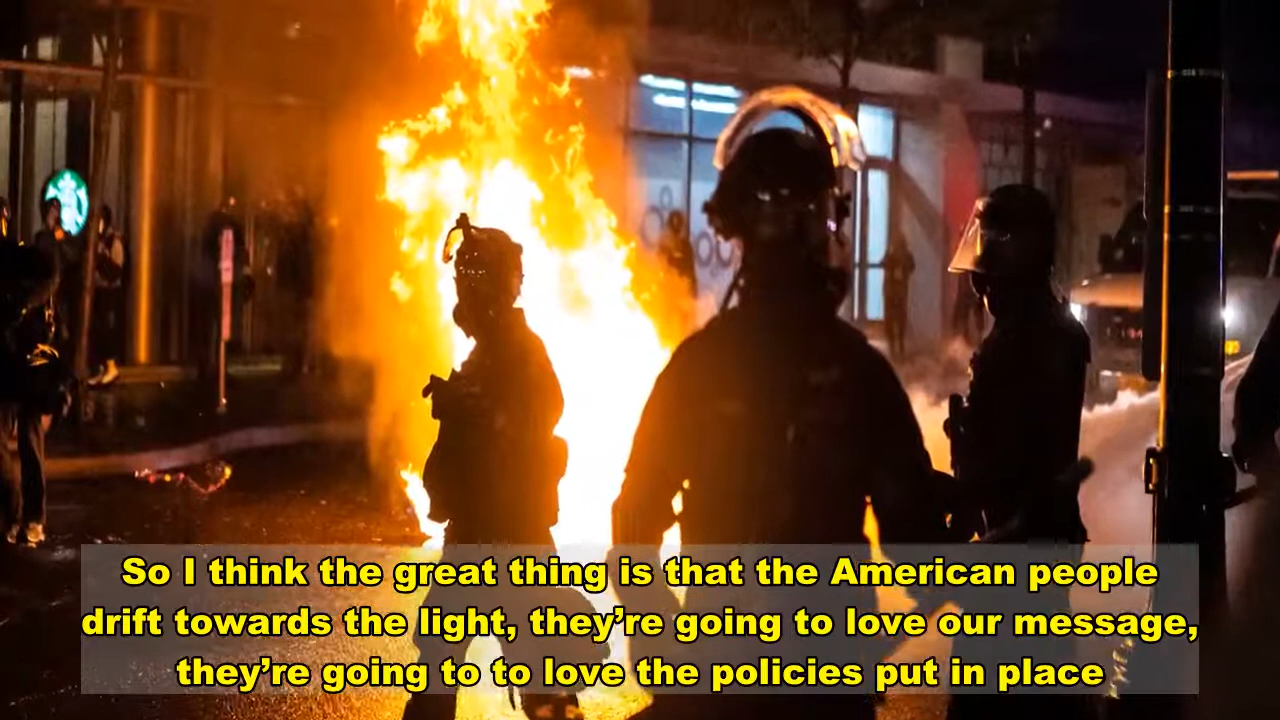 So I think the great thing is that the American people
drift towards the light, they’re going to love our message,
they’re going to to love the policies put in place